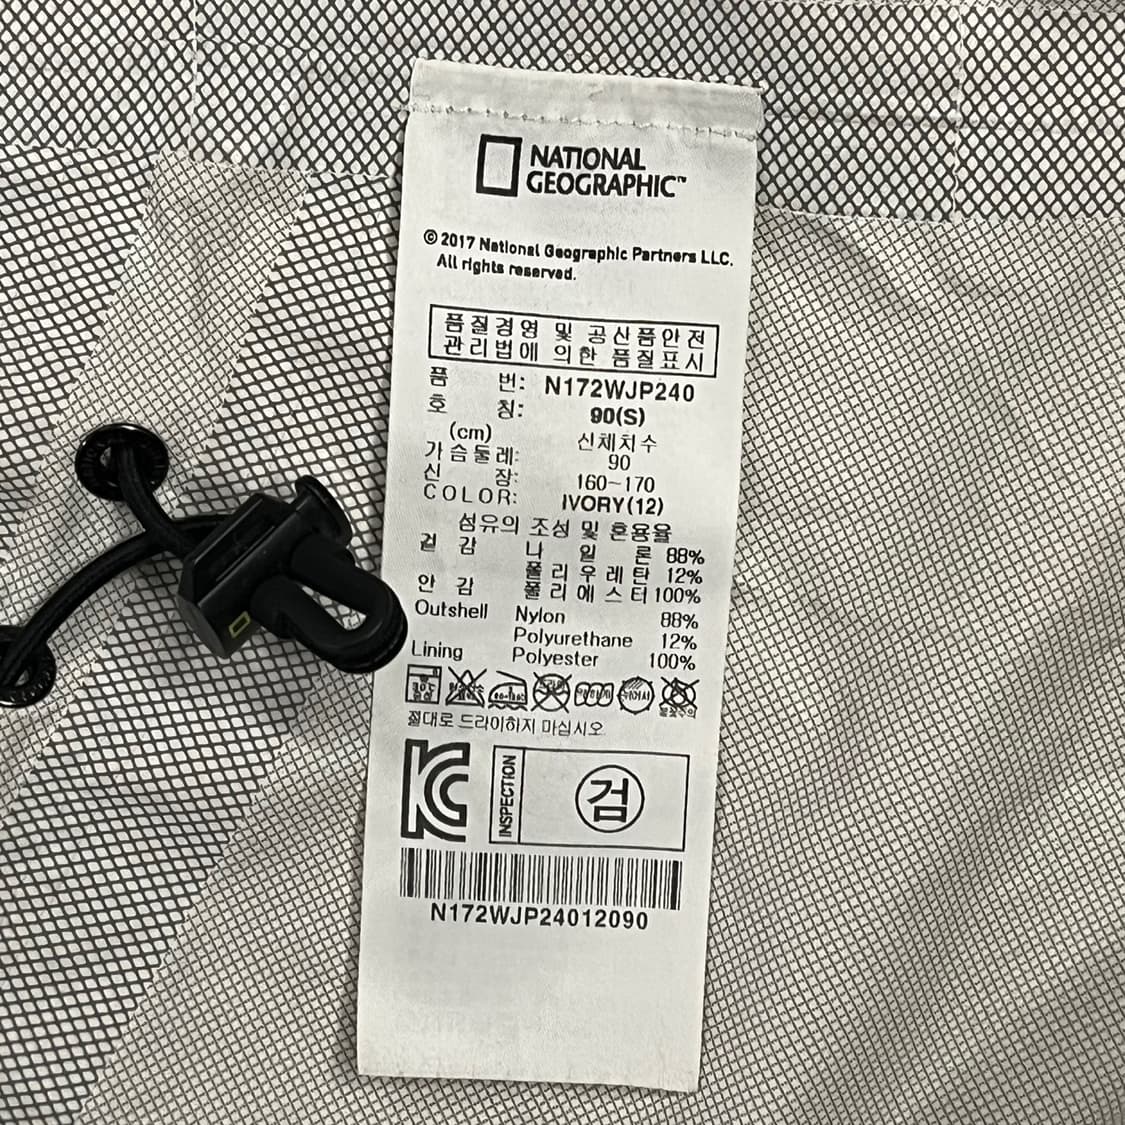 NATIONAL
GEOGRAPHIC™
© 2017 National Geographic Partners LLC.
All rights reserved.
품질경영 및 공산품안전
관리법에 의한 품질표시
품 번: N172WJP240
호 칭: 90(S)
(cm) 신체치수
가슴둘레: 90
신 장: 160~170
COLOR: IVORY(12)
섬유의 조성 및 혼용율
겉 감 나 일 론 88%
폴리우레탄 12%
안 감 폴리에스터 100%
Outshell Nylon 88%
Polyurethane 12%
Lining Polyester 100%
절대로 드라이하지 마십시오.
INSPECTION
검
N172WJP24012090